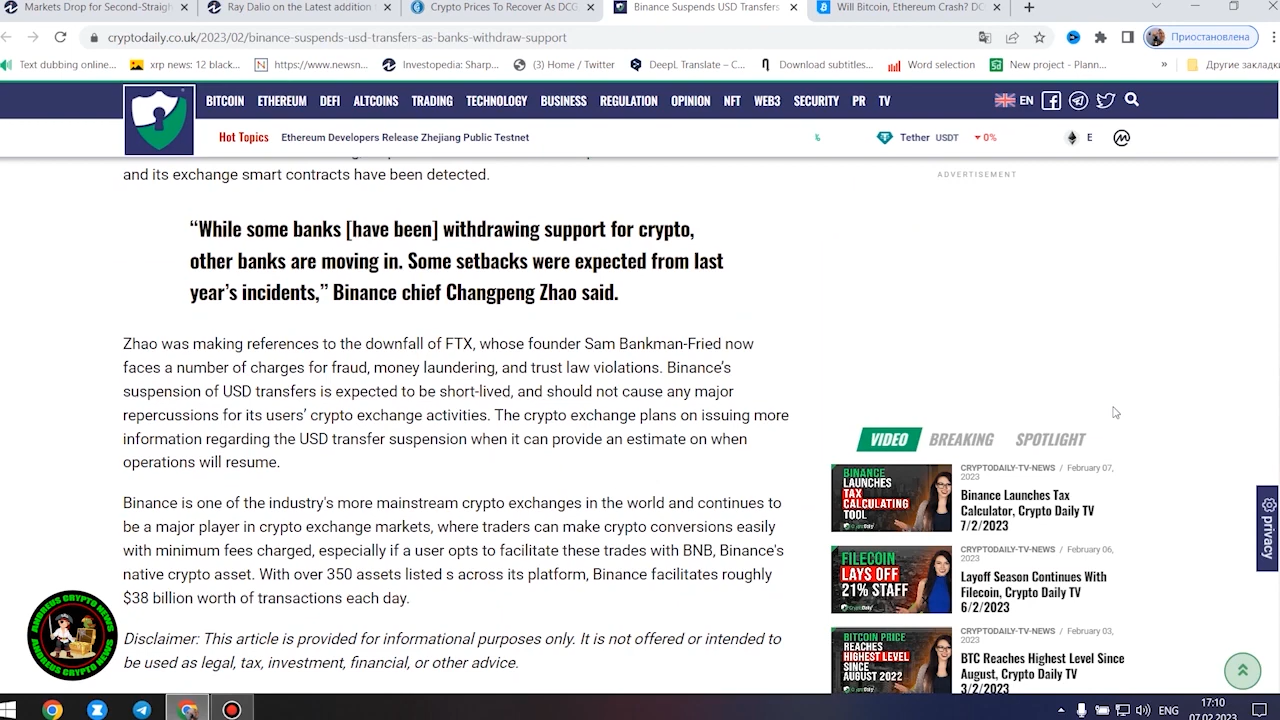 Markets Drop for Second-Straigh
Ray Dalio on the Latest addition
Crypto Prices To Recover As DCG
Binance Suspends USD Transfers
Will Bitcoin, Ethereum Crash? DC
cryptodaily.co.uk/2023/02/binance-suspends-usd-transfers-as-banks-withdraw-support
Приостановлена
Text dubbing online...
xrp news: 12 black...
https://www.newsn...
Investopedia: Sharp...
(3) Home / Twitter
DeepL Translate – C...
Download subtitles...
Word selection
New project - Plann...
»
Другие закладки
BITCOIN ETHEREUM DEFI ALTCOINS TRADING TECHNOLOGY BUSINESS REGULATION OPINION NFT WEB3 SECURITY PR TV
EN
Hot Topics Ethereum Developers Release Zhejiang Public Testnet
Tether USDT 0%
E
and its exchange smart contracts have been detected.
ADVERTISEMENT
“While some banks [have been] withdrawing support for crypto,
other banks are moving in. Some setbacks were expected from last
year’s incidents,” Binance chief Changpeng Zhao said.
Zhao was making references to the downfall of FTX, whose founder Sam Bankman-Fried now
faces a number of charges for fraud, money laundering, and trust law violations. Binance’s
suspension of USD transfers is expected to be short-lived, and should not cause any major
repercussions for its users’ crypto exchange activities. The crypto exchange plans on issuing more
information regarding the USD transfer suspension when it can provide an estimate on when
operations will resume.
Binance is one of the industry's more mainstream crypto exchanges in the world and continues to
be a major player in crypto exchange markets, where traders can make crypto conversions easily
with minimum fees charged, especially if a user opts to facilitate these trades with BNB, Binance's
native crypto asset. With over 350 assets listed s across its platform, Binance facilitates roughly
$38 billion worth of transactions each day.
Disclaimer: This article is provided for informational purposes only. It is not offered or intended to
be used as legal, tax, investment, financial, or other advice.
VIDEO BREAKING SPOTLIGHT
BINANCE
LAUNCHES
TAX
CALCULATING
TOOL
CRYPTODAILY-TV-NEWS / February 07,
2023
Binance Launches Tax
Calculator, Crypto Daily TV
7/2/2023
FILECOIN
LAYS OFF
21% STAFF
CRYPTODAILY-TV-NEWS / February 06,
2023
Layoff Season Continues With
Filecoin, Crypto Daily TV
6/2/2023
BITCOIN PRICE
REACHES
HIGHEST LEVEL
SINCE
AUGUST 2022
CRYPTODAILY-TV-NEWS / February 03,
2023
BTC Reaches Highest Level Since
August, Crypto Daily TV
3/2/2023
privacy
ANDREUS CRYPTO NEWS
ANDREUS CRYPTO NEWS
ENG
17:10
07.02.2023